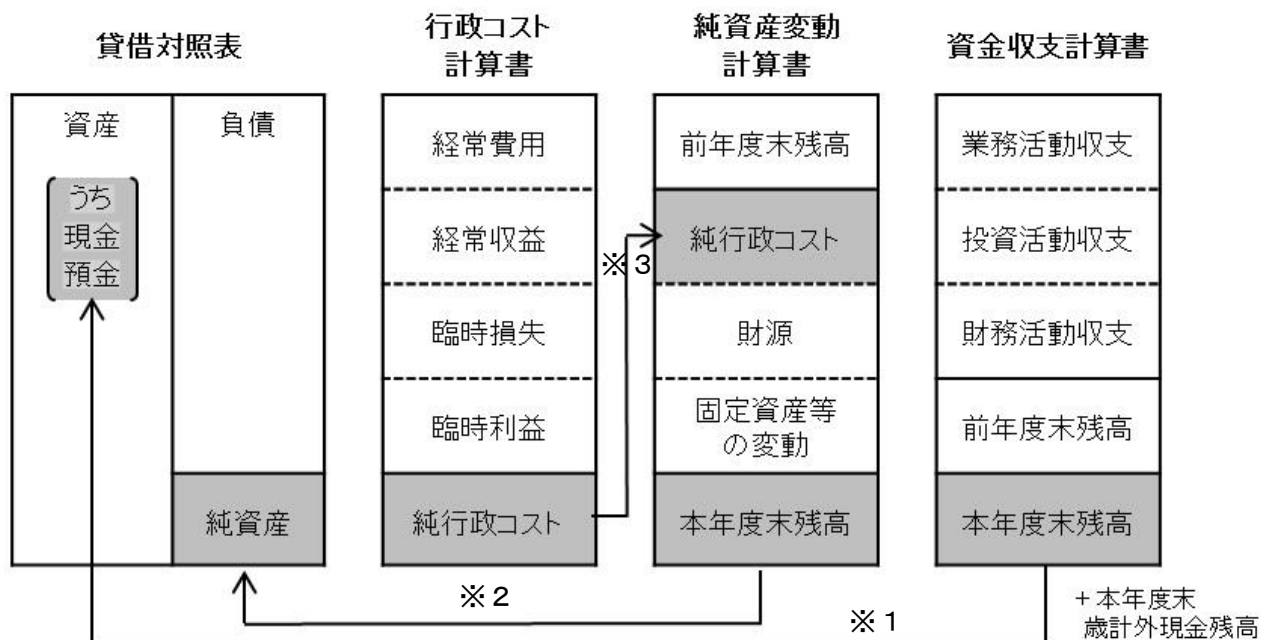 貸借対照表
行政コスト
計算書
純資産変動
計算書
資金収支計算書
資産
負債
うち
現金
預金
純資産
経常費用
経常収益
臨時損失
臨時利益
純行政コスト
※3
前年度末残高
純行政コスト
財源
固定資産等
の変動
本年度末残高
業務活動収支
投資活動収支
財務活動収支
前年度末残高
本年度末残高
※2
※1
+本年度末
歳計外現金残高